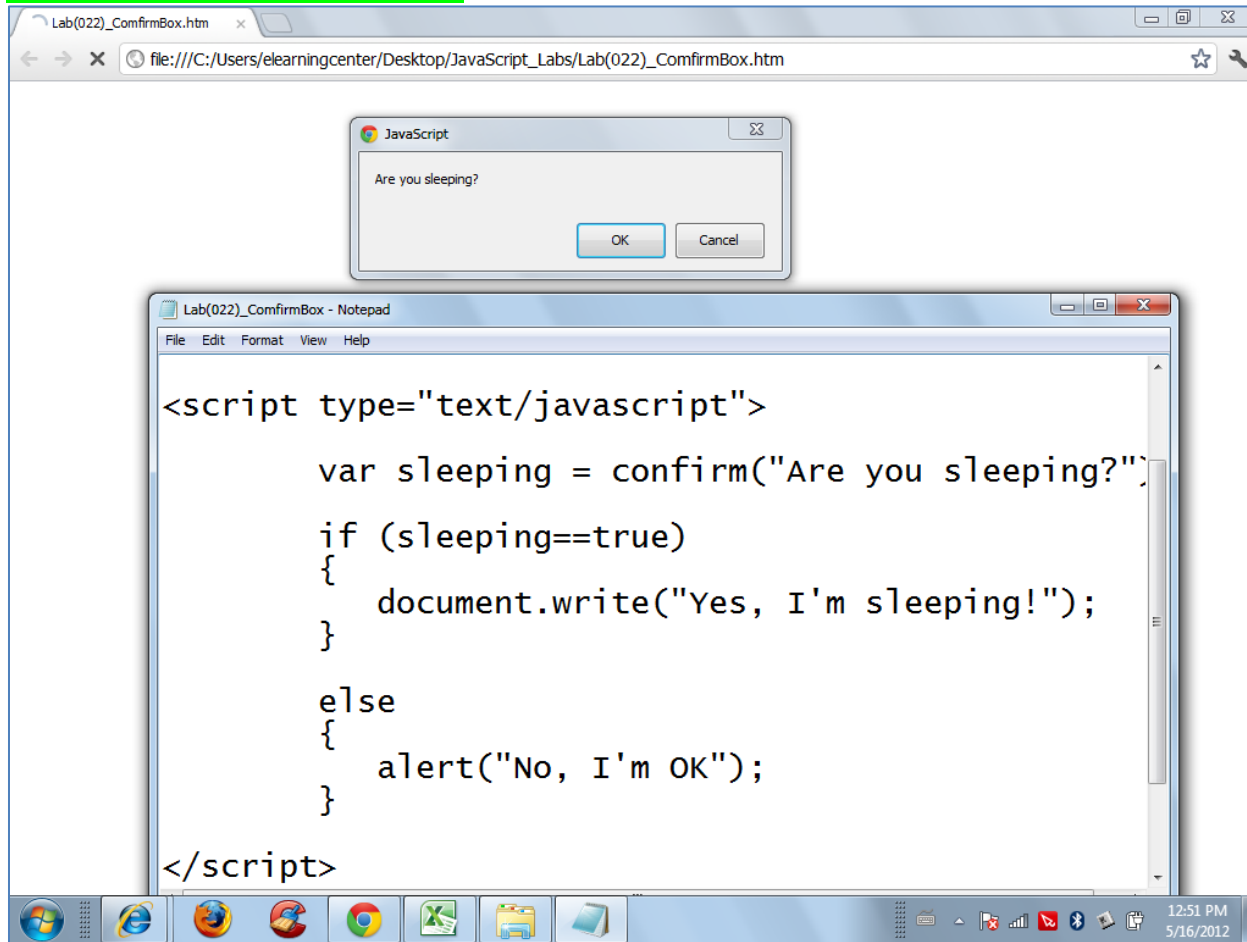 Lab(022)_ComfirmBox.htm
file:///C:/Users/elearningcenter/Desktop/JavaScript_Labs/Lab(022)_ComfirmBox.htm
JavaScript
Are you sleeping?
OK Cancel
Lab(022)_ComfirmBox - Notepad
File Edit Format View Help
<script type="text/javascript">
var sleeping = confirm("Are you sleeping?")
if (sleeping==true)
{
document.write("Yes, I'm sleeping!");
}
else
{
alert("No, I'm OK");
}
</script>
12:51 PM
5/16/2012